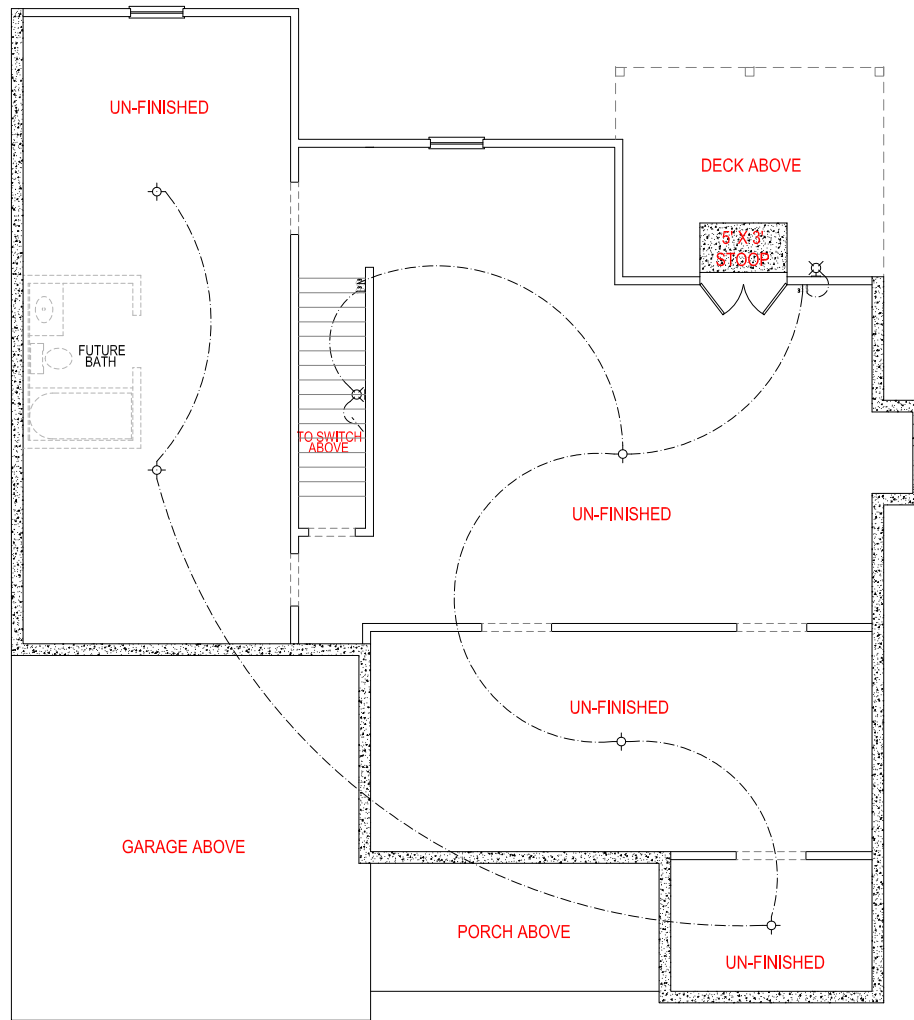 UN-FINISHED
DECK ABOVE
5' X 3'
STOOP
FUTURE
BATH
TO SWITCH
ABOVE
UN-FINISHED
UN-FINISHED
GARAGE ABOVE
PORCH ABOVE
UN-FINISHED